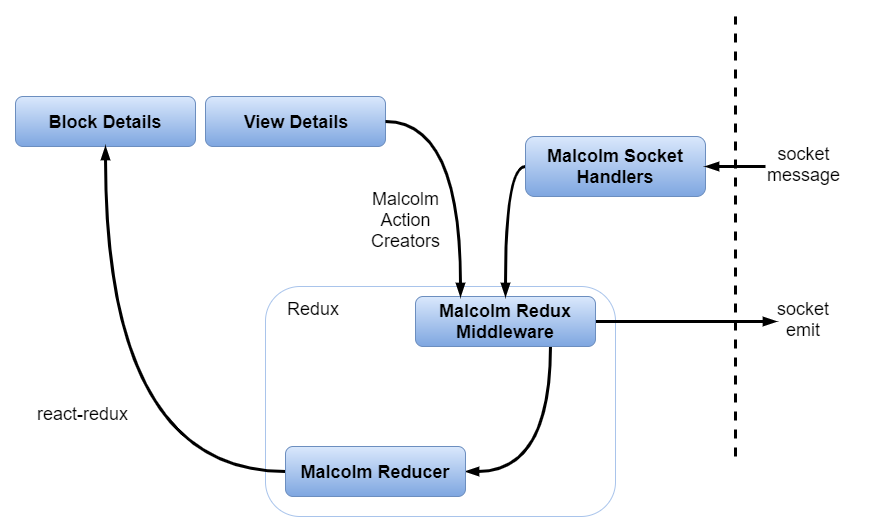 Block Details
View Details
Malcolm Socket
Handlers
socket
message
Malcolm
Action
Creators
Redux
Malcolm Redux
Middleware
socket
emit
react-redux
Malcolm Reducer